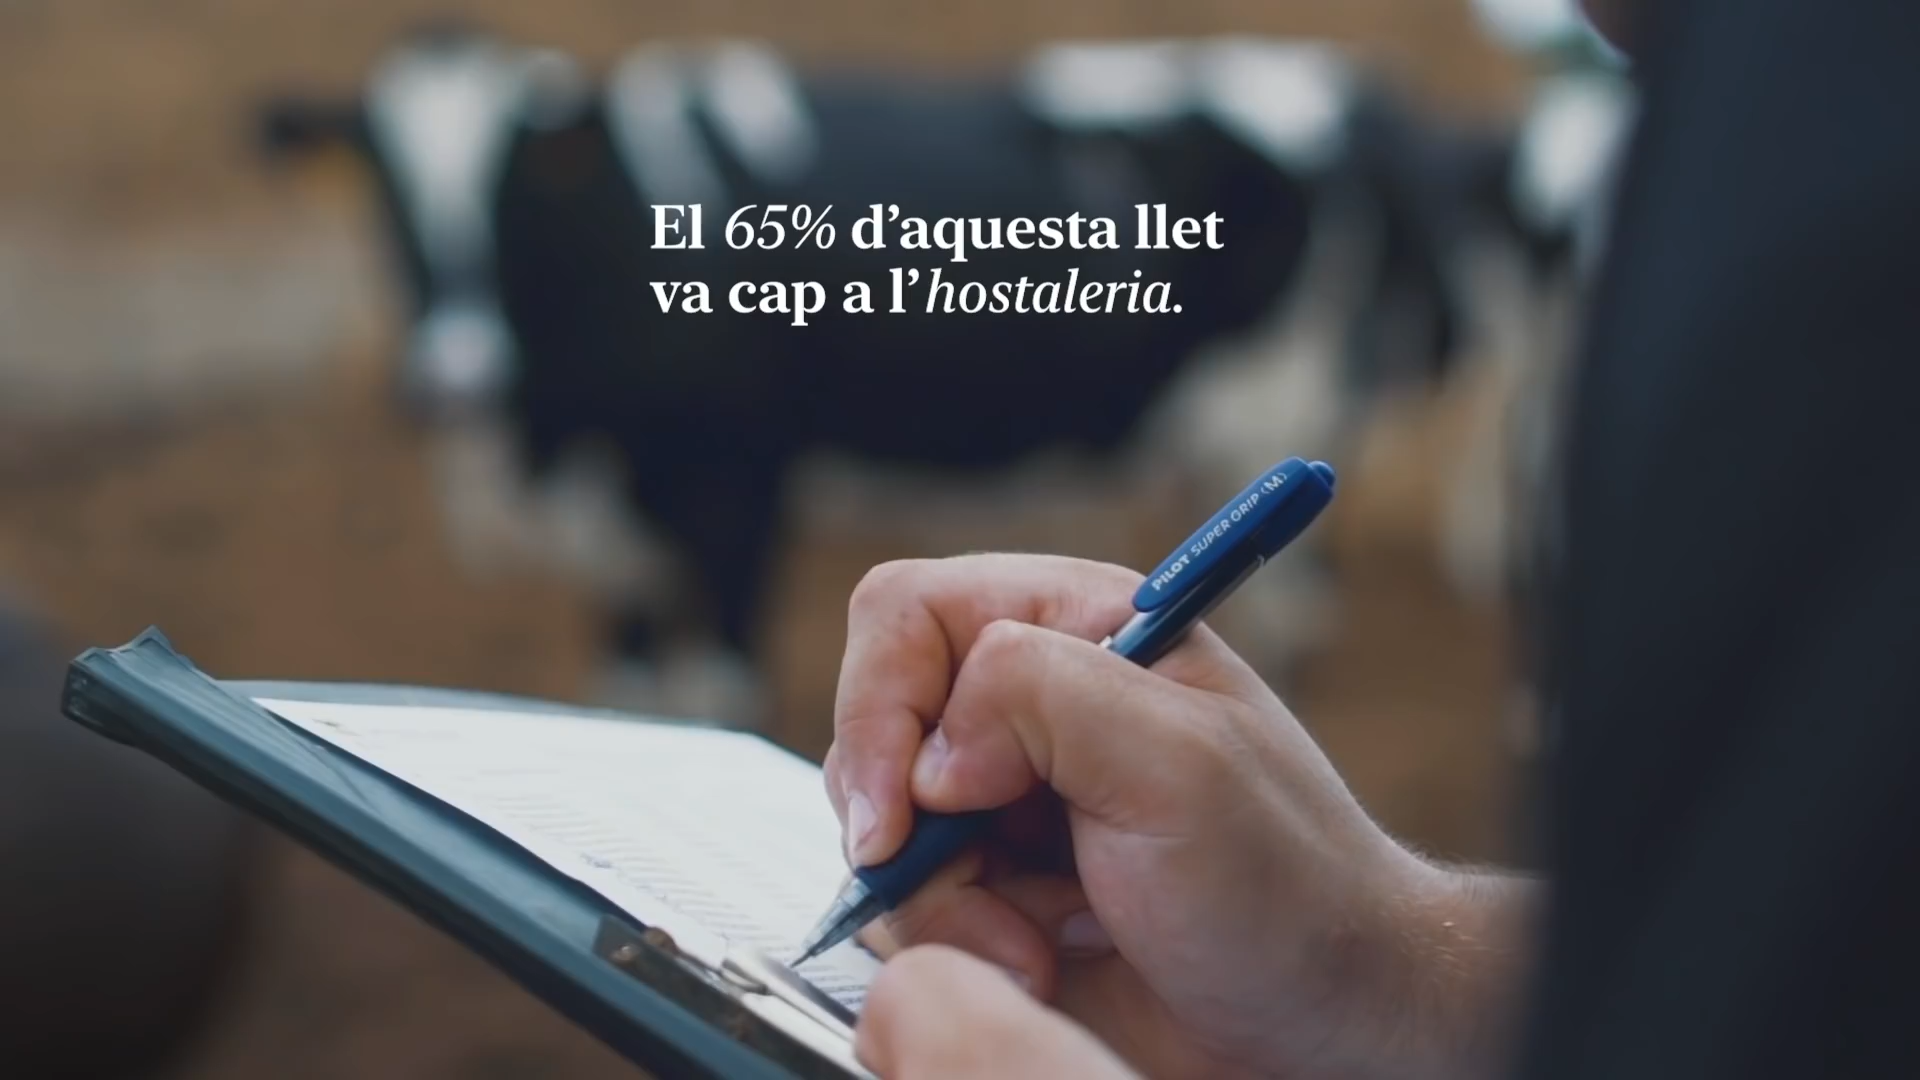 El 65% d’aquesta llet
va cap a l’hostaleria.
PILOT SUPER GRIP (M)